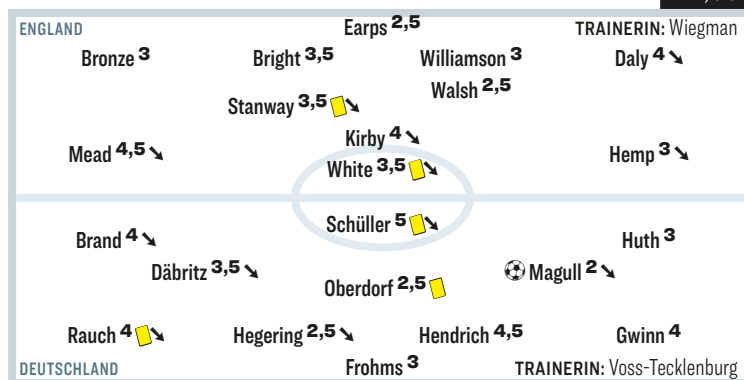 ENGLAND Earps 2,5 TRAINERIN: Wiegman
Bronze 3 Bright 3,5 Williamson 3 Daly 4
Walsh 2,5
Stanway 3,5
Kirby 4
Mead 4,5 Hemp 3
White 3,5
Schüller 5
Brand 4 Huth 3
Däbritz 3,5 Magull 2
Oberdorf 2,5
Rauch 4 Hegering 2,5 Hendrich 4,5 Gwinn 4
DEUTSCHLAND Frohms 3 TRAINERIN: Voss-Tecklenburg